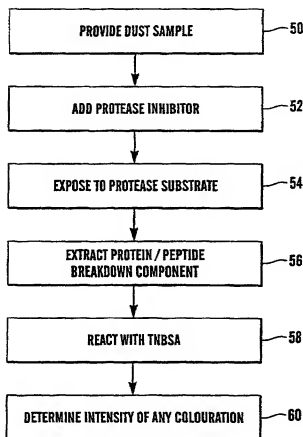 PROVIDE DUST SAMPLE 50
ADD PROTEASE INHIBITOR 52
EXPOSE TO PROTEASE SUBSTRATE 54
EXTRACT PROTEIN / PEPTIDE
BREAKDOWN COMPONENT 56
REACT WITH TNBSA 58
DETERMINE INTENSITY OF ANY COLOURATION 60